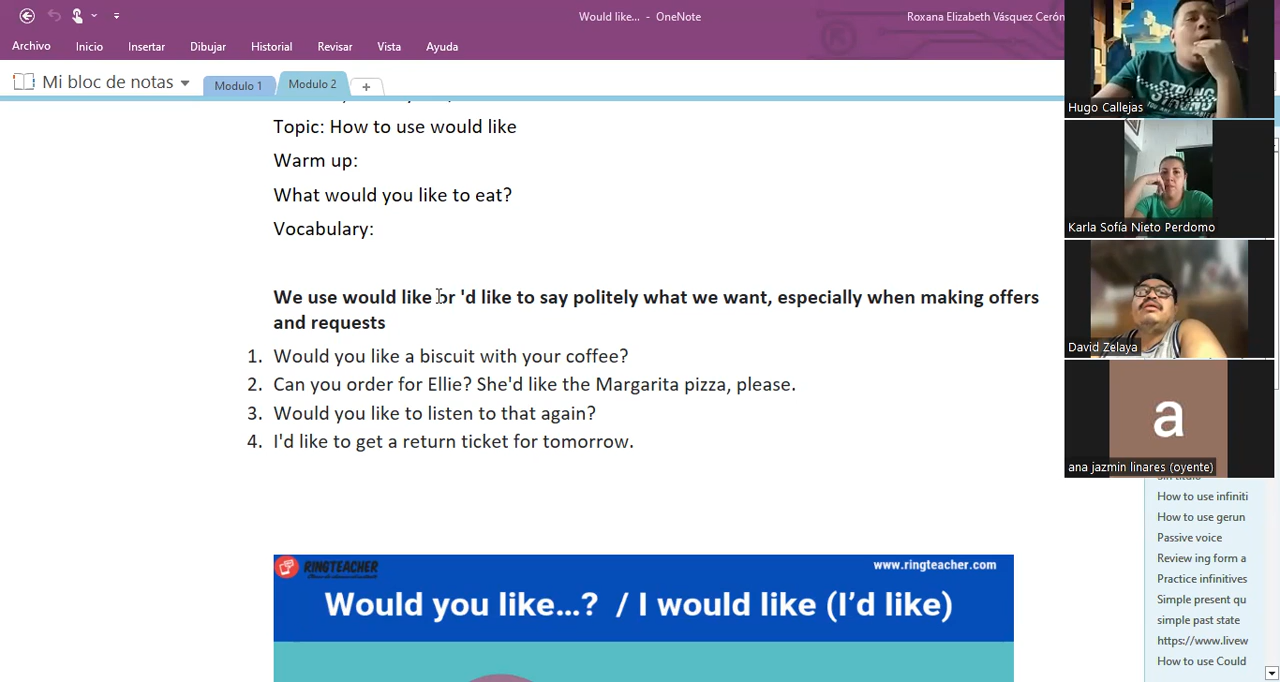 Would like... - OneNote
Roxana Elizabeth Vásquez Cerón
Archivo Inicio Insertar Dibujar Historial Revisar Vista Ayuda
Mi bloc de notas Modulo 1 Modulo 2 +
Topic: How to use would like
Warm up:
What would you like to eat?
Vocabulary:
We use would like or 'd like to say politely what we want, especially when making offers
and requests
1. Would you like a biscuit with your coffee?
2. Can you order for Ellie? She'd like the Margarita pizza, please.
3. Would you like to listen to that again?
4. I'd like to get a return ticket for tomorrow.
RINGTEACHER
www.ringteacher.com
Would you like...? / I would like (I'd like)
Hugo Callejas
Karla Sofía Nieto Perdomo
David Zelaya
a
ana jazmin linares (oyente)
Sin titulo
How to use infiniti
How to use gerun
Passive voice
Review ing form a
Practice infinitives
Simple present qu
simple past state
https://www.livew
How to use Could